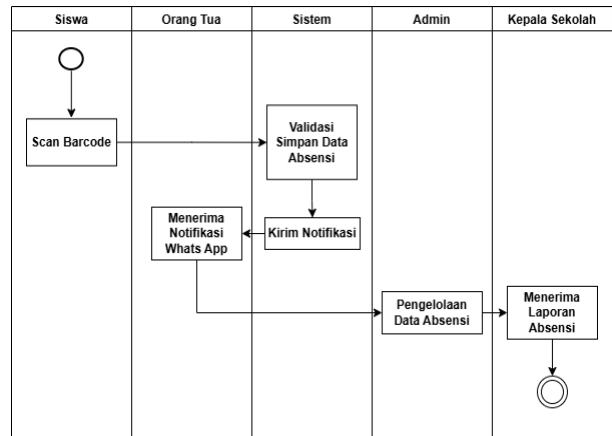 Siswa
Orang Tua
Sistem
Admin
Kepala Sekolah
Scan Barcode
Validasi
Simpan Data
Absensi
Menerima
Notifikasi
Whats App
Kirim Notifikasi
Pengelolaan
Data Absensi
Menerima
Laporan
Absensi